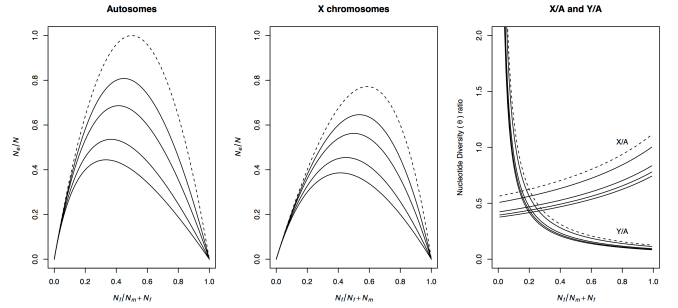 Autosomes
X chromosomes
X/A and Y/A
Ne/N
1.0
0.8
0.6
0.4
0.2
0.0
0.0 0.2 0.4 0.6 0.8 1.0
Nf/Nm + Nf
Ne/N
1.0
0.8
0.6
0.4
0.2
0.0
0.0 0.2 0.4 0.6 0.8 1.0
Nf/Nf + Nm
Nucleotide Diversity ( θ ) ratio
2.0
1.5
1.0
0.5
0.0
X/A
Y/A
0.0 0.2 0.4 0.6 0.8 1.0
Nf/Nm + Nf